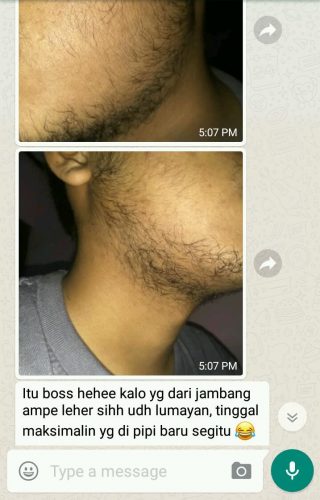 5:07 PM
5:07 PM
Itu boss hehee kalo yg dari jambang
ampe leher sihh udh lumayan, tinggal
maksimalin yg di pipi baru segitu 😂
Type a message